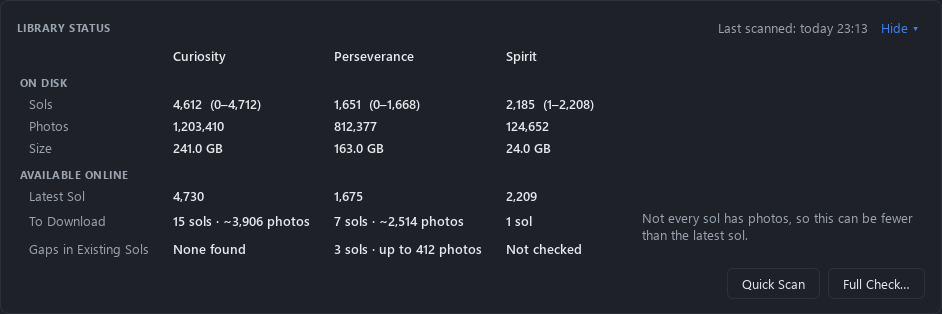 LIBRARY STATUS
Last scanned: today 23:13 Hide ▾
Curiosity Perseverance Spirit
ON DISK
Sols 4,612 (0–4,712) 1,651 (0–1,668) 2,185 (1–2,208)
Photos 1,203,410 812,377 124,652
Size 241.0 GB 163.0 GB 24.0 GB
AVAILABLE ONLINE
Latest Sol 4,730 1,675 2,209
To Download 15 sols · ~3,906 photos 7 sols · ~2,514 photos 1 sol
Not every sol has photos, so this can be fewer
than the latest sol.
Gaps in Existing Sols None found 3 sols · up to 412 photos Not checked
Quick Scan Full Check...